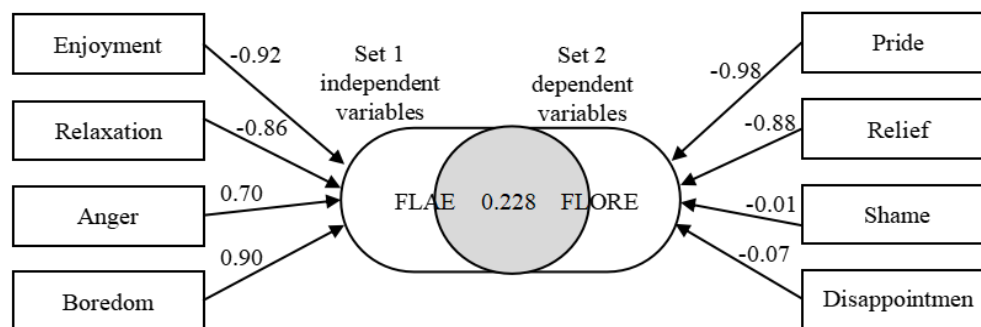 Enjoyment
Relaxation
Anger
Boredom
-0.92
-0.86
0.70
0.90
Set 1
independent
variables
Set 2
dependent
variables
FLAE
0.228
FLORE
-0.98
-0.88
-0.01
-0.07
Pride
Relief
Shame
Disappointmen